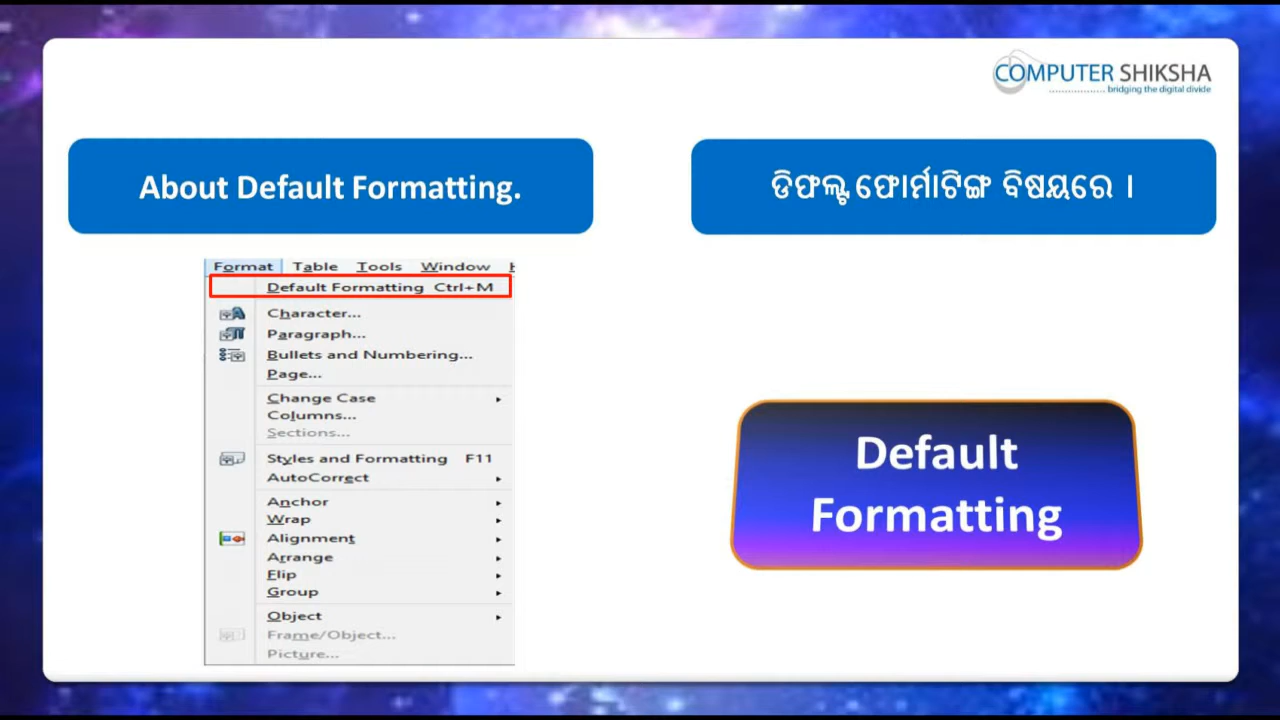 COMPUTER SHIKSHA
bridging the digital divide
About Default Formatting.
ଡିଫଲ୍ଟ ଫୋର୍ମାଟିଙ୍ଗ ବିଷୟରେ ।
Format Table Tools Window
Default Formatting Ctrl+M
Character...
Paragraph...
Bullets and Numbering...
Page...
Change Case
Columns...
Sections...
Styles and Formatting F11
AutoCorrect
Anchor
Wrap
Alignment
Arrange
Flip
Group
Object
Frame/Object...
Picture...
Default
Formatting